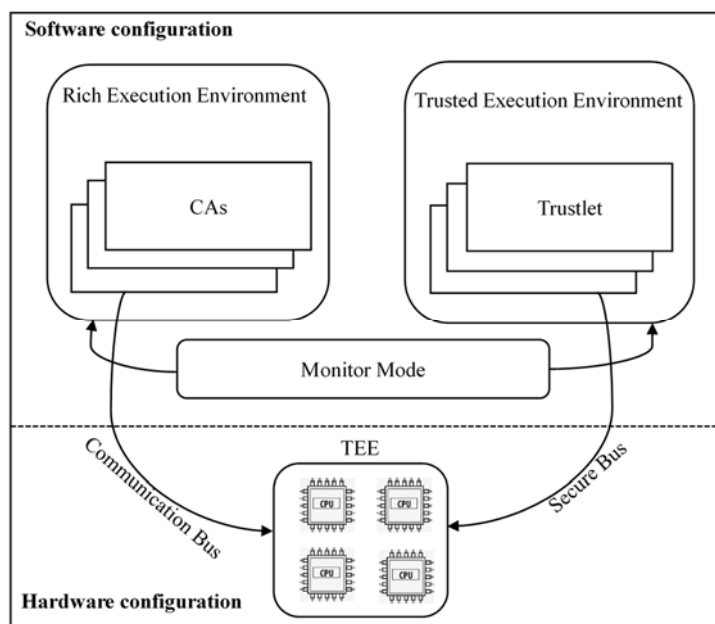 Software configuration
Rich Execution Environment
Trusted Execution Environment
CAs
Trustlet
Monitor Mode
TEE
Communication Bus
Secure Bus
CPU
CPU
CPU
CPU
Hardware configuration